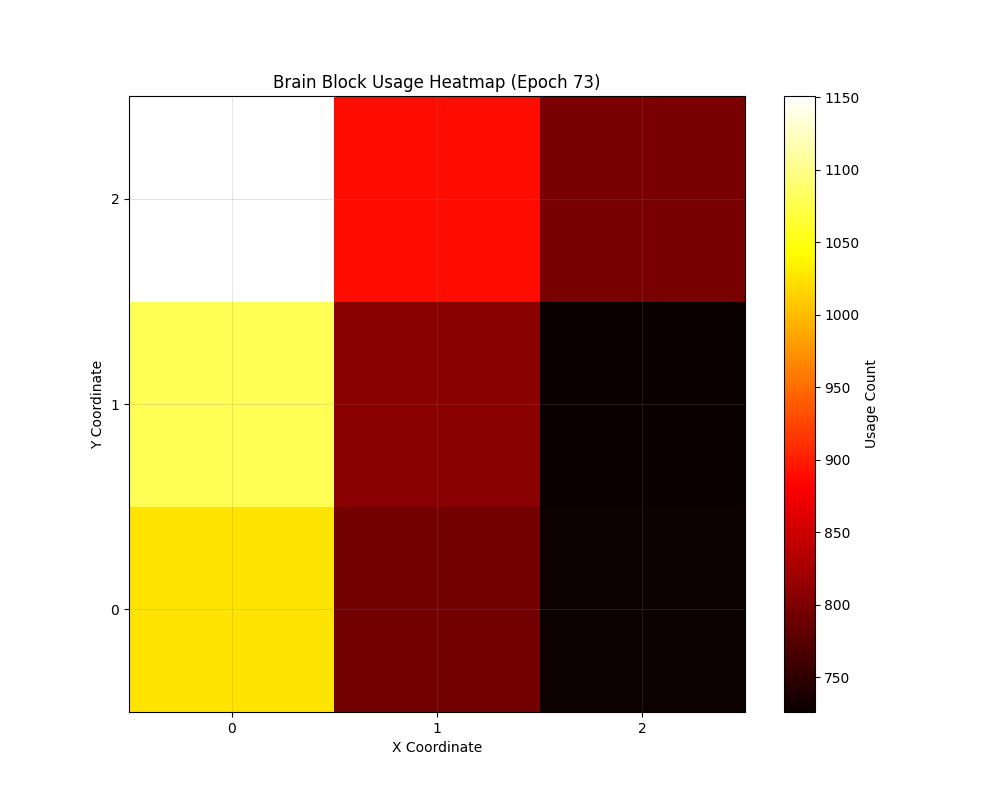 Brain Block Usage Heatmap (Epoch 73)
2
1
0
Y Coordinate
0 1 2
X Coordinate
1150
1100
1050
1000
950
900
850
800
750
Usage Count